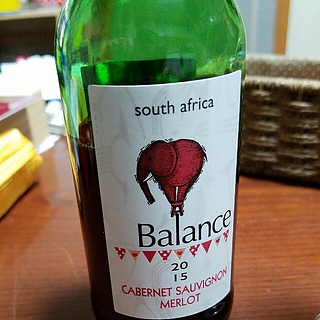 south africa
Balance
20
15
CABERNET SAUVIGNON
MERLOT